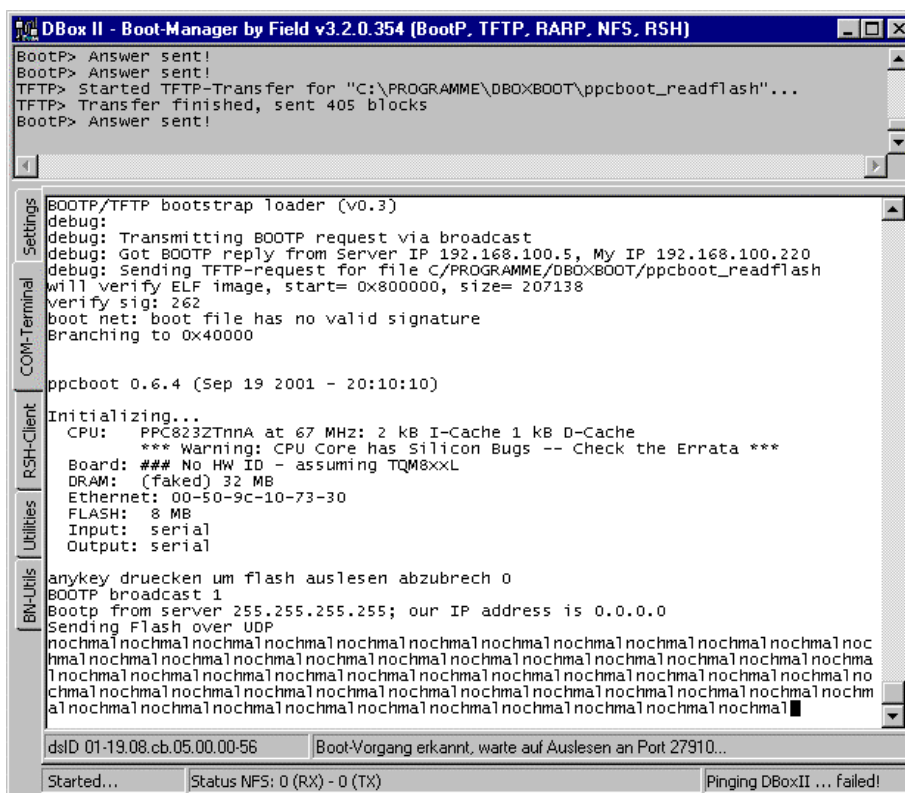 DBox II - Boot-Manager by Field v3.2.0.354 (BootP, TFTP, RARP, NFS, RSH)
BootP> Answer sent!
BootP> Answer sent!
TFTP> Started TFTP-Transfer for "C:\PROGRAMME\DBOXBOOT\ppcboot_readflash"...
TFTP> Transfer finished, sent 405 blocks
BootP> Answer sent!
Settings
COM-Terminal
RSH-Client
Utilities
BN-Utils
BOOTP/TFTP bootstrap loader (v0.3)
debug:
debug: Transmitting BOOTP request via broadcast
debug: Got BOOTP reply from Server IP 192.168.100.5, My IP 192.168.100.220
debug: Sending TFTP-request for file C/PROGRAMME/DBOXBOOT/ppcboot_readflash
will verify ELF image, start= 0x800000, size= 207138
verify sig: 262
boot net: boot file has no valid signature
Branching to 0x40000
ppcboot 0.6.4 (Sep 19 2001 - 20:10:10)
Initializing...
CPU: PPC823ZTnnA at 67 MHz: 2 kB I-Cache 1 kB D-Cache
*** Warning: CPU Core has Silicon Bugs -- Check the Errata ***
Board: ### No HW ID - assuming TQM8xxL
DRAM: (faked) 32 MB
Ethernet: 00-50-9c-10-73-30
FLASH: 8 MB
Input: serial
Output: serial
anykey druecken um flash auslesen abzubrech 0
BOOTP broadcast 1
Bootp from server 255.255.255.255; our IP address is 0.0.0.0
Sending Flash over UDP
nochmalnochmalnochmalnochmalnochmalnochmalnochmalnochmalnochmalnochmalnochmalnoc
hmalnochmalnochmalnochmalnochmalnochmalnochmalnochmalnochmalnochmalnochmalnochma
lnochmalnochmalnochmalnochmalnochmalnochmalnochmalnochmalnochmalnochmalnochmalno
chmalnochmalnochmalnochmalnochmalnochmalnochmalnochmalnochmalnochmalnochmalnochm
alnochmalnochmalnochmalnochmalnochmalnochmalnochmalnochmalnochmalnochmal
dsID 01-19.08.cb.05.00.00-56
Boot-Vorgang erkannt, warte auf Auslesen an Port 27910...
Started...
Status NFS: 0 (RX) - 0 (TX)
Pinging DBoxII ... failed!